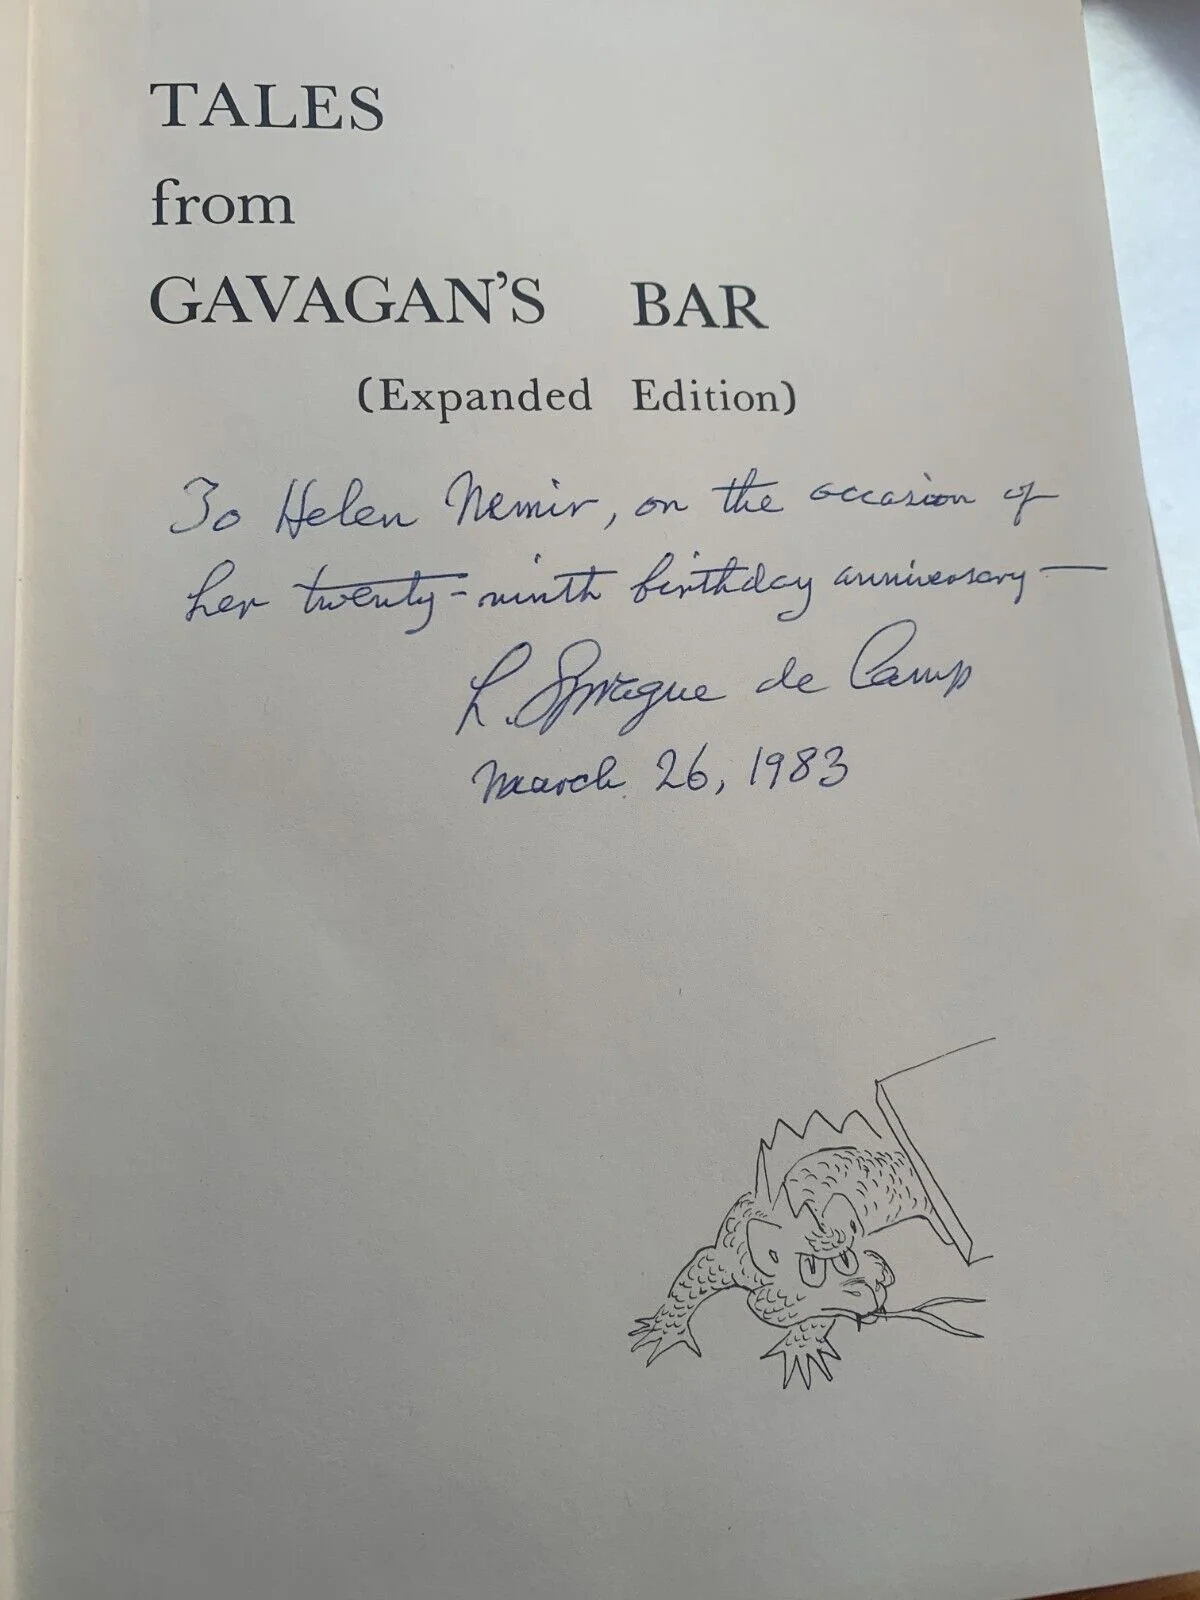 TALES
from
GAVAGAN'S BAR
(Expanded Edition)
To Helen Nemir, on the occasion of
her twenty-ninth birthday anniversary—
L. Sprague de Camp
March 26, 1983